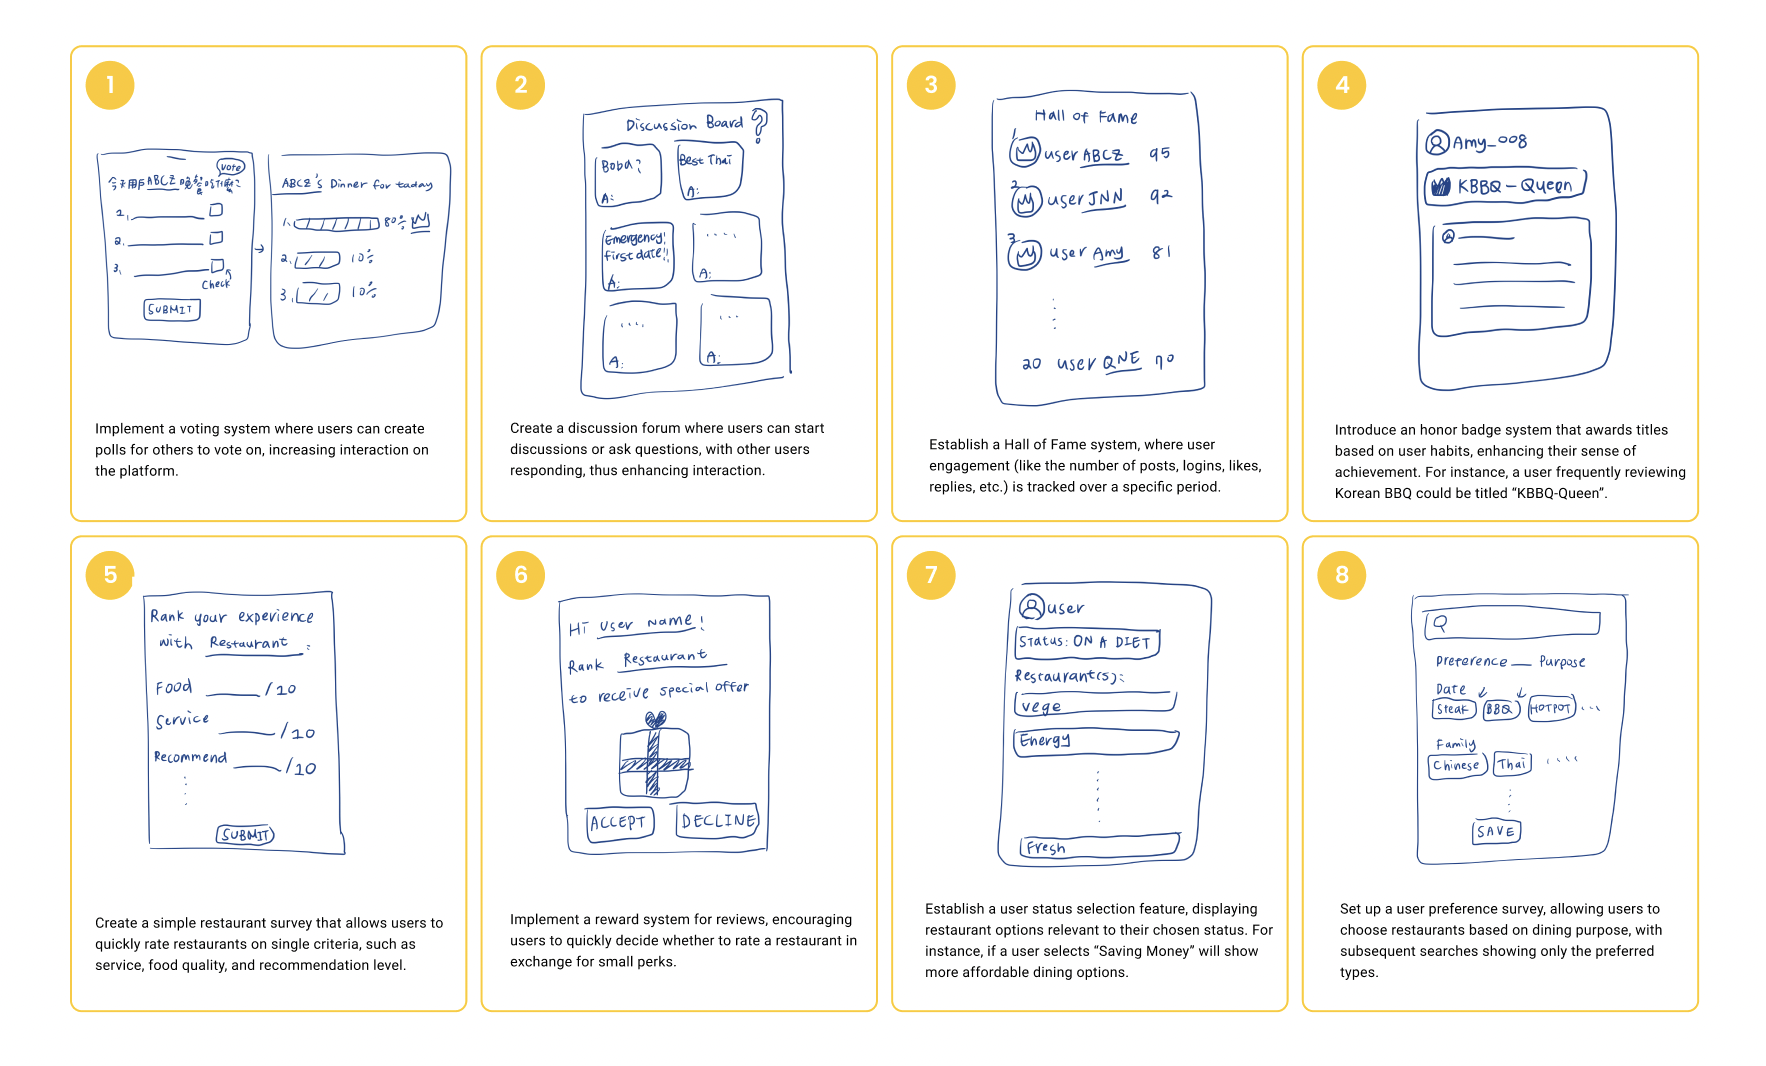 1
vote
今天用戶ABCZ晚餐吃什麼?
1.
2.
3.
Check
SUBMIT
ABCZ's Dinner for today
1. 80%
2. 10%
3. 10%
Implement a voting system where users can create
polls for others to vote on, increasing interaction on
the platform.
2
Discussion Board ?
Boba?
A:
Best Thai
A:
Emergency!
first date!!
A:
....
A:
....
A:
...
A:
Create a discussion forum where users can start
discussions or ask questions, with other users
responding, thus enhancing interaction.
3
Hall of Fame
1 user ABCZ 95
2 user JNN 92
3 user Amy 81
20 user QNE 70
Establish a Hall of Fame system, where user
engagement (like the number of posts, logins, likes,
replies, etc.) is tracked over a specific period.
4
Amy_008
KBBQ - Queen
Introduce an honor badge system that awards titles
based on user habits, enhancing their sense of
achievement. For instance, a user frequently reviewing
Korean BBQ could be titled “KBBQ-Queen”.
5
Rank your experience
with Restaurant :
Food ____ /10
Service ____ /10
Recommend ____ /10
SUBMIT
Create a simple restaurant survey that allows users to
quickly rate restaurants on single criteria, such as
service, food quality, and recommendation level.
6
Hi User Name !
Rank Restaurant
to receive special offer
ACCEPT
DECLINE
Implement a reward system for reviews, encouraging
users to quickly decide whether to rate a restaurant in
exchange for small perks.
7
user
Status: ON A DIET
Restaurant(s):
vege
Energy
Fresh
Establish a user status selection feature, displaying
restaurant options relevant to their chosen status. For
instance, if a user selects “Saving Money” will show
more affordable dining options.
8
Preference — Purpose
Date
Steak BBQ HOTPOT ...
Family
Chinese Thai ....
SAVE
Set up a user preference survey, allowing users to
choose restaurants based on dining purpose, with
subsequent searches showing only the preferred
types.